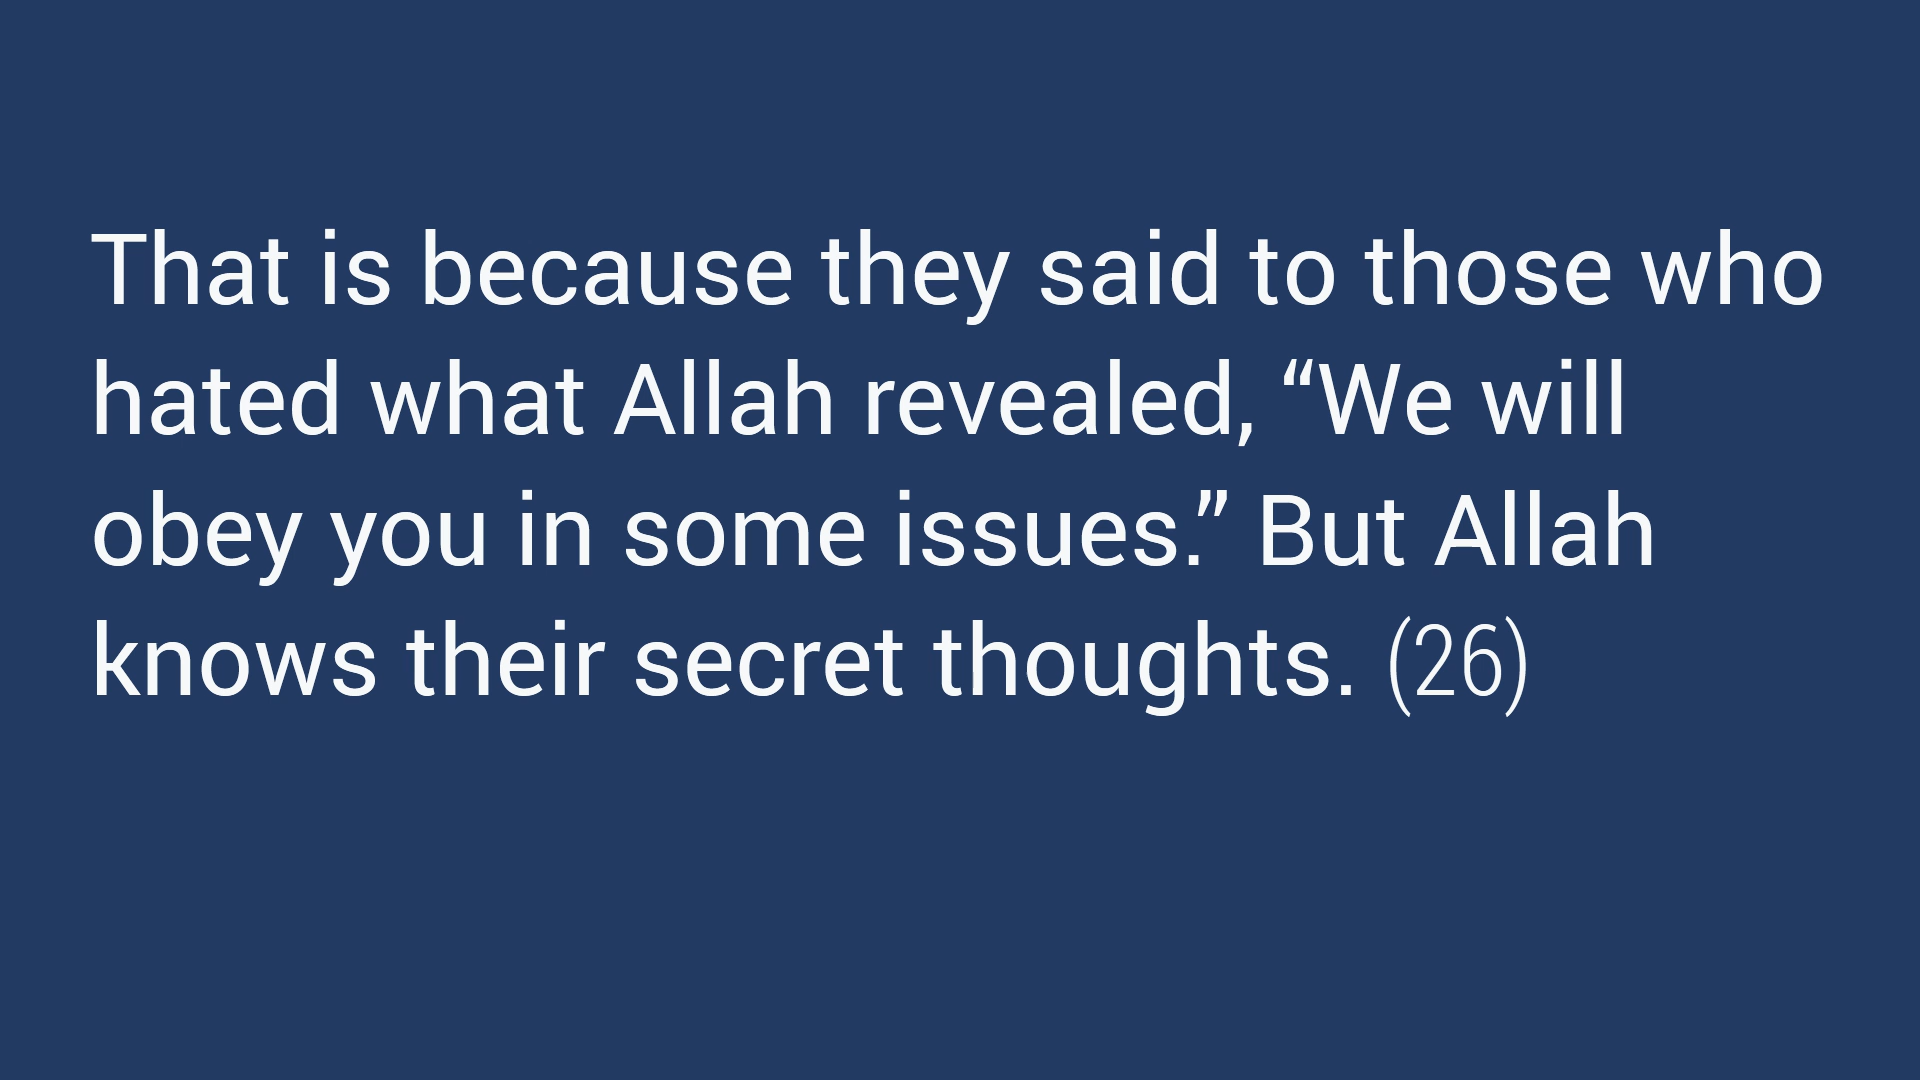 That is because they said to those who
hated what Allah revealed, “We will
obey you in some issues.” But Allah
knows their secret thoughts. (26)